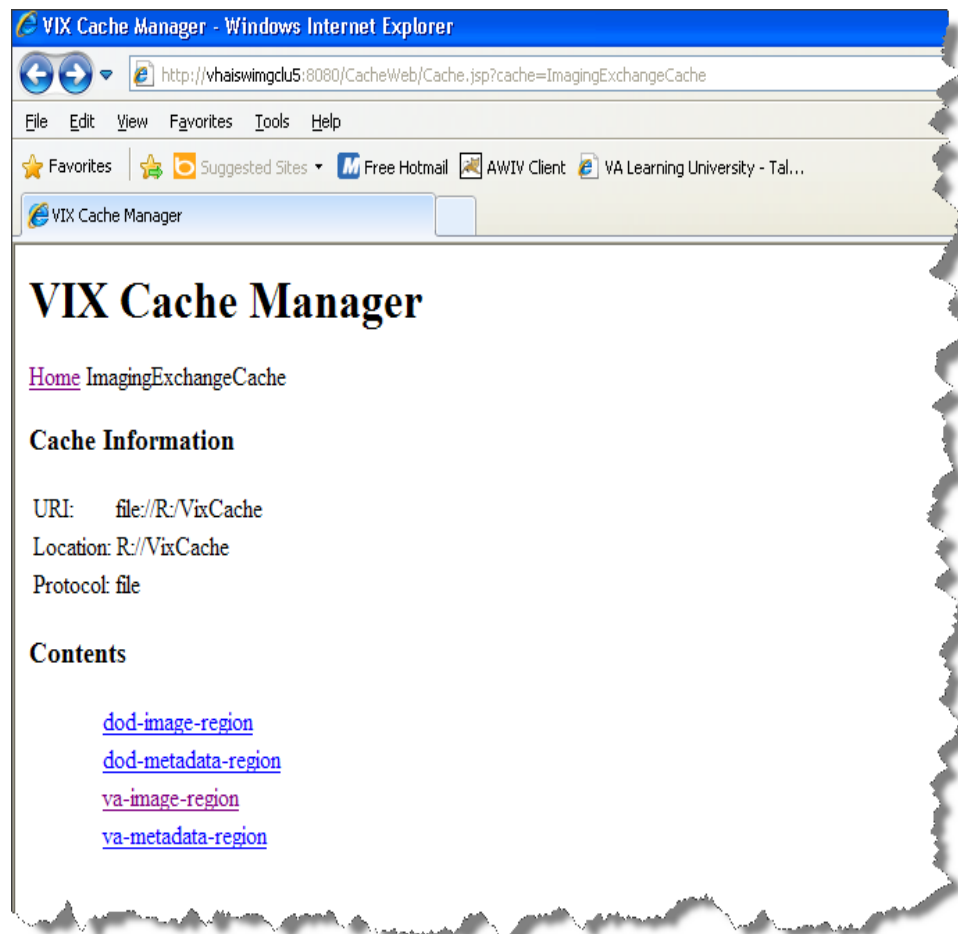 VIX Cache Manager - Windows Internet Explorer
http://vhaiswimgclu5:8080/CacheWeb/Cache.jsp?cache=ImagingExchangeCache
File Edit View Favorites Tools Help
Favorites Suggested Sites Free Hotmail AWIV Client VA Learning University - Tal...
VIX Cache Manager
VIX Cache Manager
Home ImagingExchangeCache
Cache Information
URI: file://R:/VixCache
Location: R://VixCache
Protocol: file
Contents
dod-image-region
dod-metadata-region
va-image-region
va-metadata-region